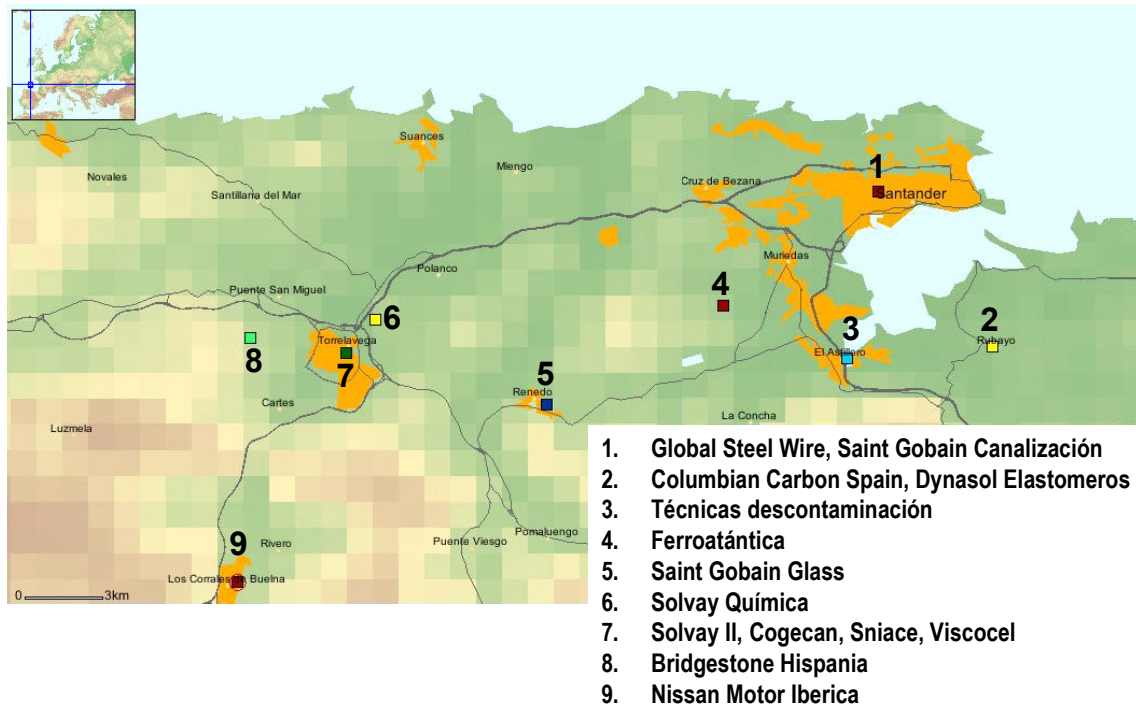 Suances
Novales
Miengo
Cruz de Bezana
1
Santillana del Mar
Santander
Muriedas
Polanco
4
Puente San Miguel
6
3
2
Torrelavega
El Astillero
Rubayo
8
7
5
Renedo
Cartes
La Concha
Luzmela
9
Rivero
Puente Viesgo
Pomaluengo
Los Corrales de Buelna
0 3km
1. Global Steel Wire, Saint Gobain Canalización
2. Columbian Carbon Spain, Dynasol Elastomeros
3. Técnicas descontaminación
4. Ferroatántica
5. Saint Gobain Glass
6. Solvay Química
7. Solvay II, Cogecan, Sniace, Viscocel
8. Bridgestone Hispania
9. Nissan Motor Iberica